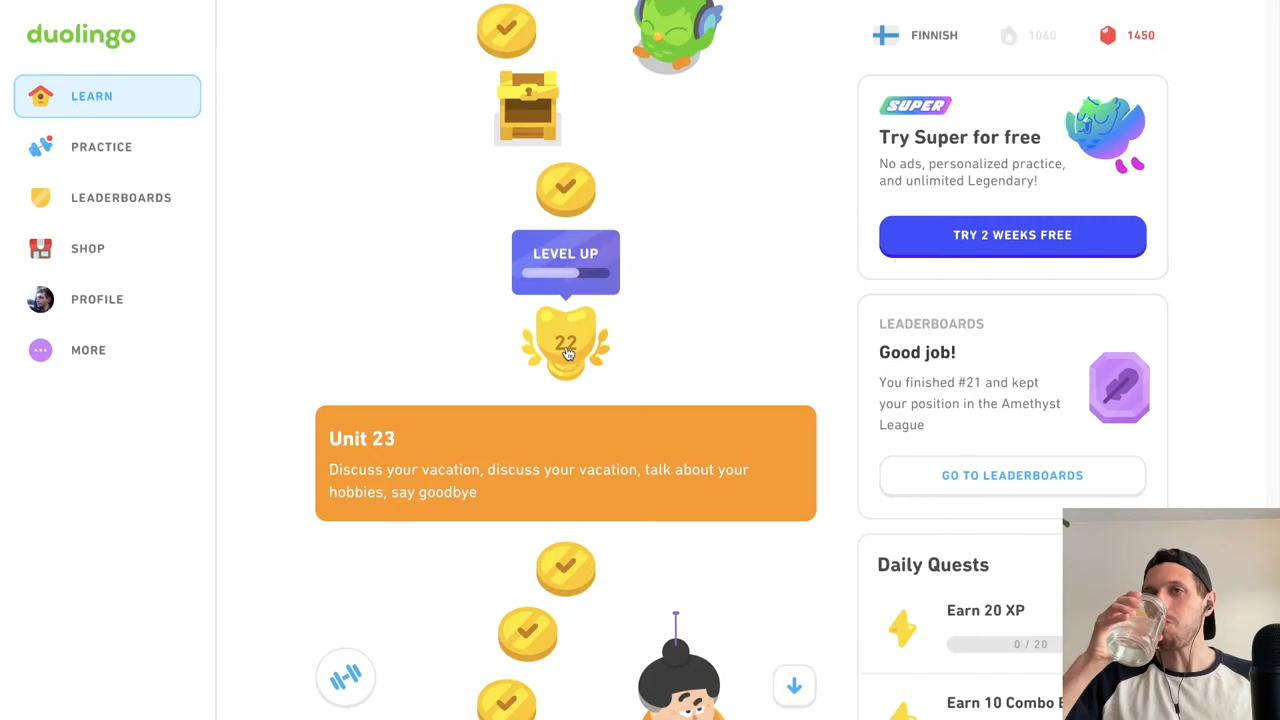 duolingo
LEARN
PRACTICE
LEADERBOARDS
SHOP
PROFILE
MORE
LEVEL UP
22
Unit 23
Discuss your vacation, discuss your vacation, talk about your
hobbies, say goodbye
FINNISH
1060
1450
SUPER
Try Super for free
No ads, personalized practice,
and unlimited Legendary!
TRY 2 WEEKS FREE
LEADERBOARDS
Good job!
You finished #21 and kept
your position in the Amethyst
League
GO TO LEADERBOARDS
Daily Quests
Earn 20 XP
0 / 20
Earn 10 Combo